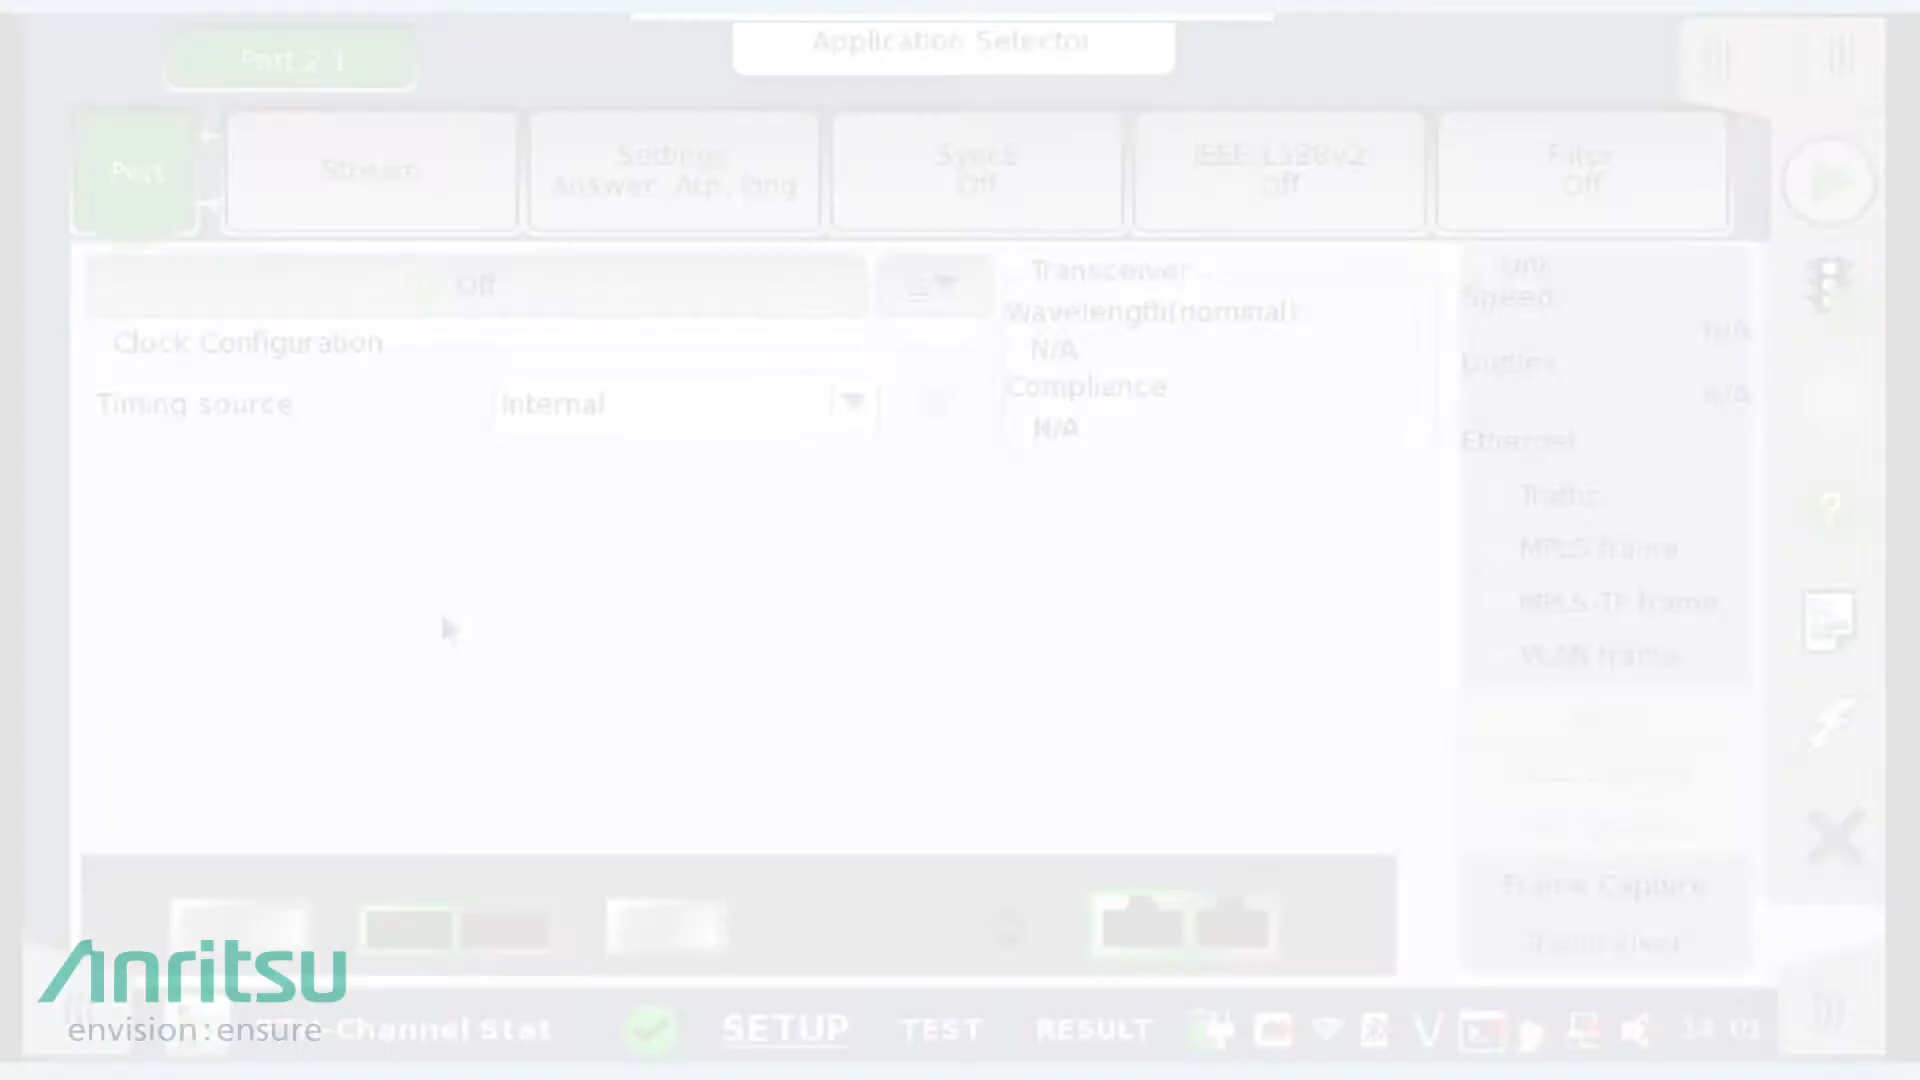 Application Selector
Port 2.1
Port
Stream
Settings
Answer: Arp, Ping
SyncE
Off
IEEE 1588v2
Off
Filter
Off
Off
Transceiver
Link
Speed
Wavelength(nominal)
N/A
Clock Configuration
N/A
Duplex
Compliance
N/A
Timing source
Internal
N/A
Ethernet
Traffic
MPLS frame
MPLS-TP frame
VLAN frame
Frame Capture
Transceiver
Anritsu
envision : ensure
-Channel Stat
SETUP
TEST
RESULT
14:01